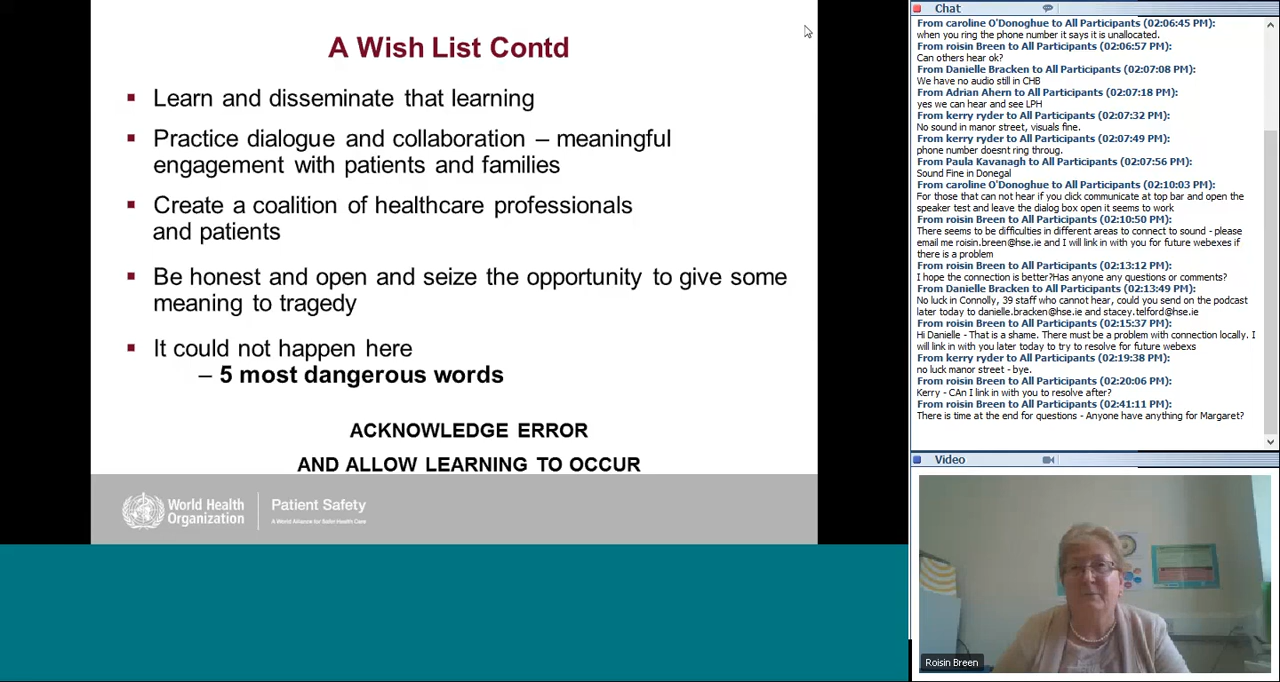 A Wish List Contd
▪ Learn and disseminate that learning
▪ Practice dialogue and collaboration – meaningful
engagement with patients and families
▪ Create a coalition of healthcare professionals
and patients
▪ Be honest and open and seize the opportunity to give some
meaning to tragedy
▪ It could not happen here
– 5 most dangerous words
ACKNOWLEDGE ERROR
AND ALLOW LEARNING TO OCCUR
World Health
Organization
Patient Safety
A World Alliance for Safer Health Care
Chat
From caroline O'Donoghue to All Participants (02:06:45 PM):
when you ring the phone number it says it is unallocated.
From roisin Breen to All Participants (02:06:57 PM):
Can others hear ok?
From Danielle Bracken to All Participants (02:07:08 PM):
We have no audio still in CHB
From Adrian Ahern to All Participants (02:07:18 PM):
yes we can hear and see LPH
From kerry ryder to All Participants (02:07:32 PM):
No sound in manor street, visuals fine.
From kerry ryder to All Participants (02:07:49 PM):
phone number doesnt ring throug.
From Paula Kavanagh to All Participants (02:07:56 PM):
Sound Fine in Donegal
From caroline O'Donoghue to All Participants (02:10:03 PM):
For those that can not hear if you click communicate at top bar and open the
speaker test and leave the dialog box open it seems to work
From roisin Breen to All Participants (02:10:50 PM):
There seems to be difficulties in different areas to connect to sound - please
email me roisin.breen@hse.ie and I will link in with you for future webexes if
there is a problem
From roisin Breen to All Participants (02:13:12 PM):
I hope the connection is better?Has anyone any questions or comments?
From Danielle Bracken to All Participants (02:13:49 PM):
No luck in Connolly, 39 staff who cannot hear, could you send on the podcast
later today to danielle.bracken@hse.ie and stacey.telford@hse.ie
From roisin Breen to All Participants (02:15:37 PM):
Hi Danielle - That is a shame. There must be a problem with connection locally. I
will link in with you later today to try to resolve for future webexs
From kerry ryder to All Participants (02:19:38 PM):
no luck manor street - bye.
From roisin Breen to All Participants (02:20:06 PM):
Kerry - CAn I link in with you to resolve after?
From roisin Breen to All Participants (02:41:11 PM):
There is time at the end for questions - Anyone have anything for Margaret?
Video
Roisin Breen